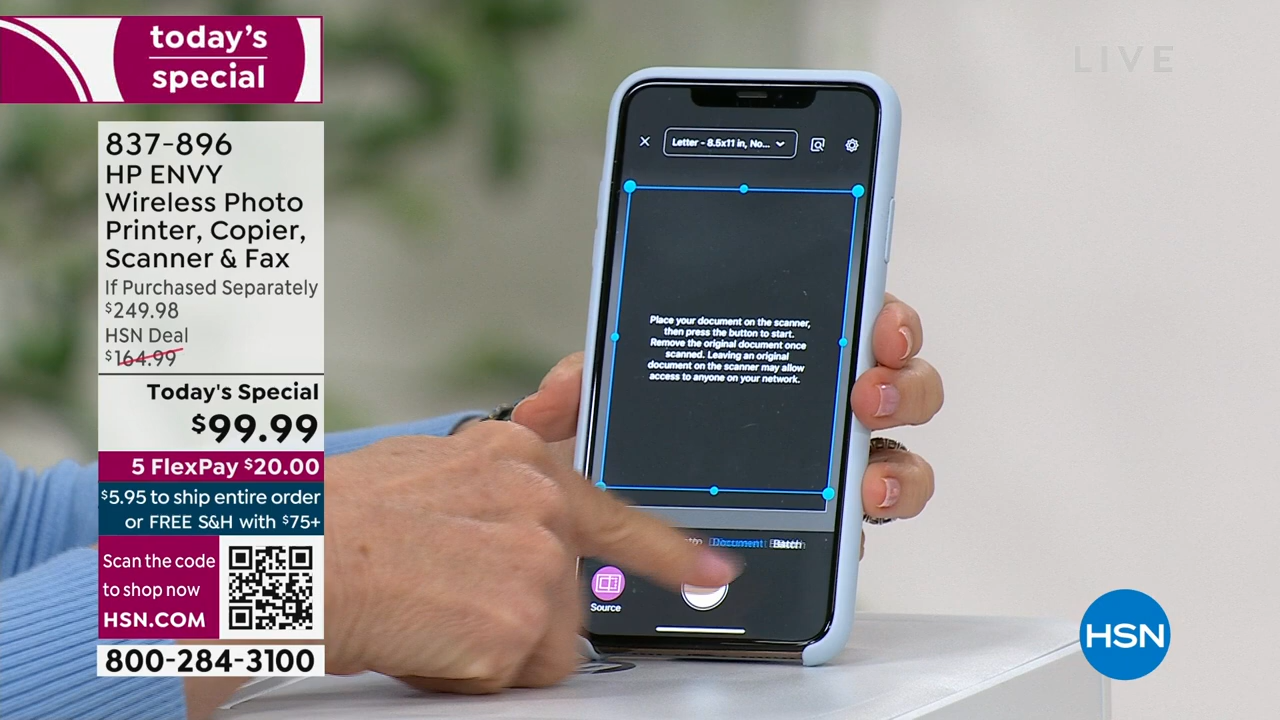 today's
special
837-896
HP ENVY
Wireless Photo
Printer, Copier,
Scanner & Fax
If Purchased Separately
$249.98
HSN Deal
$164.99
Today's Special
$99.99
5 FlexPay $20.00
$5.95 to ship entire order
or FREE S&H with $75+
Scan the code
to shop now
HSN.COM
800-284-3100
LIVE
Letter - 8.5x11 in, No...
Place your document on the scanner,
then press the button to start.
Remove the original document once
scanned. Leaving an original
document on the scanner may allow
access to anyone on your network.
Document Batch
Source
HSN